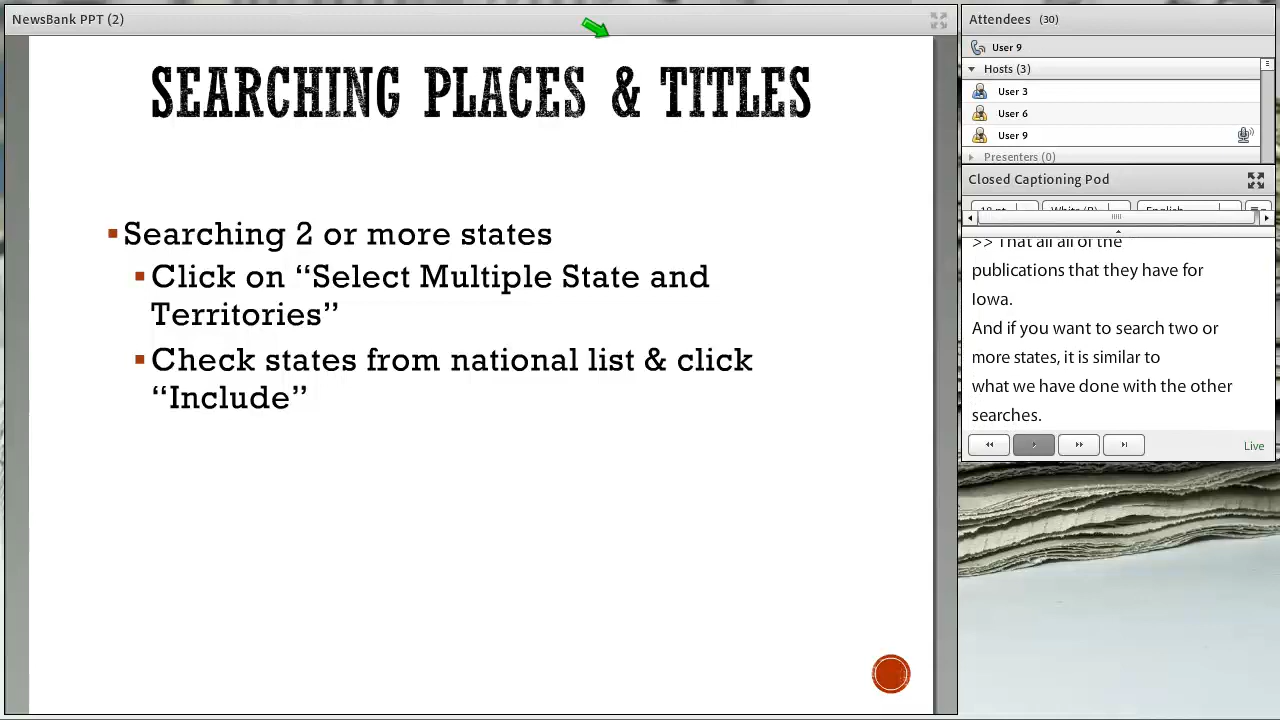 NewsBank PPT (2)
SEARCHING PLACES & TITLES
Searching 2 or more states
Click on “Select Multiple State and
Territories”
Check states from national list & click
“Include”
Attendees (30)
User 9
Hosts (3)
User 3
User 6
User 9
Presenters (0)
Closed Captioning Pod
18 pt White (B) English
>> That all all of the
publications that they have for
Iowa.
And if you want to search two or
more states, it is similar to
what we have done with the other
searches.
Live